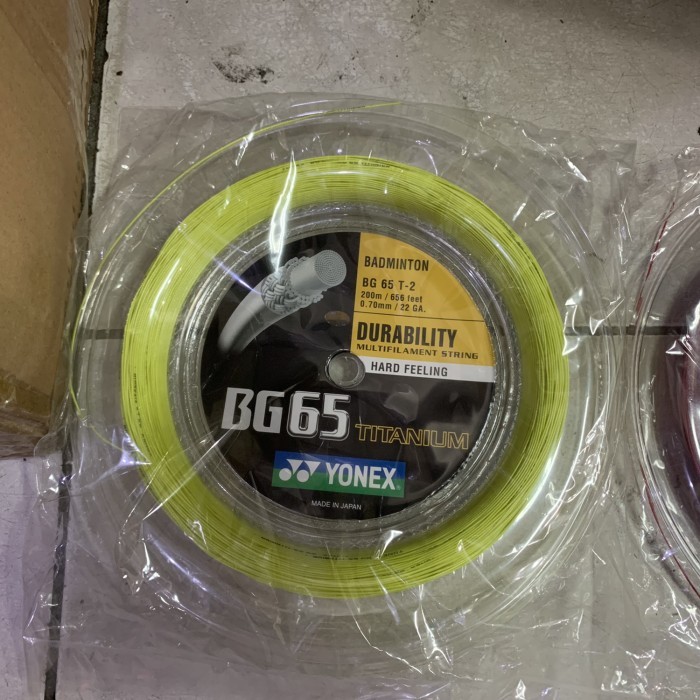 BADMINTON
BG 65 T-2
200m / 656 feet
0.70mm / 22 GA.
DURABILITY
MULTIFILAMENT STRING
HARD FEELING
BG65 TITANIUM
YONEX
MADE IN JAPAN